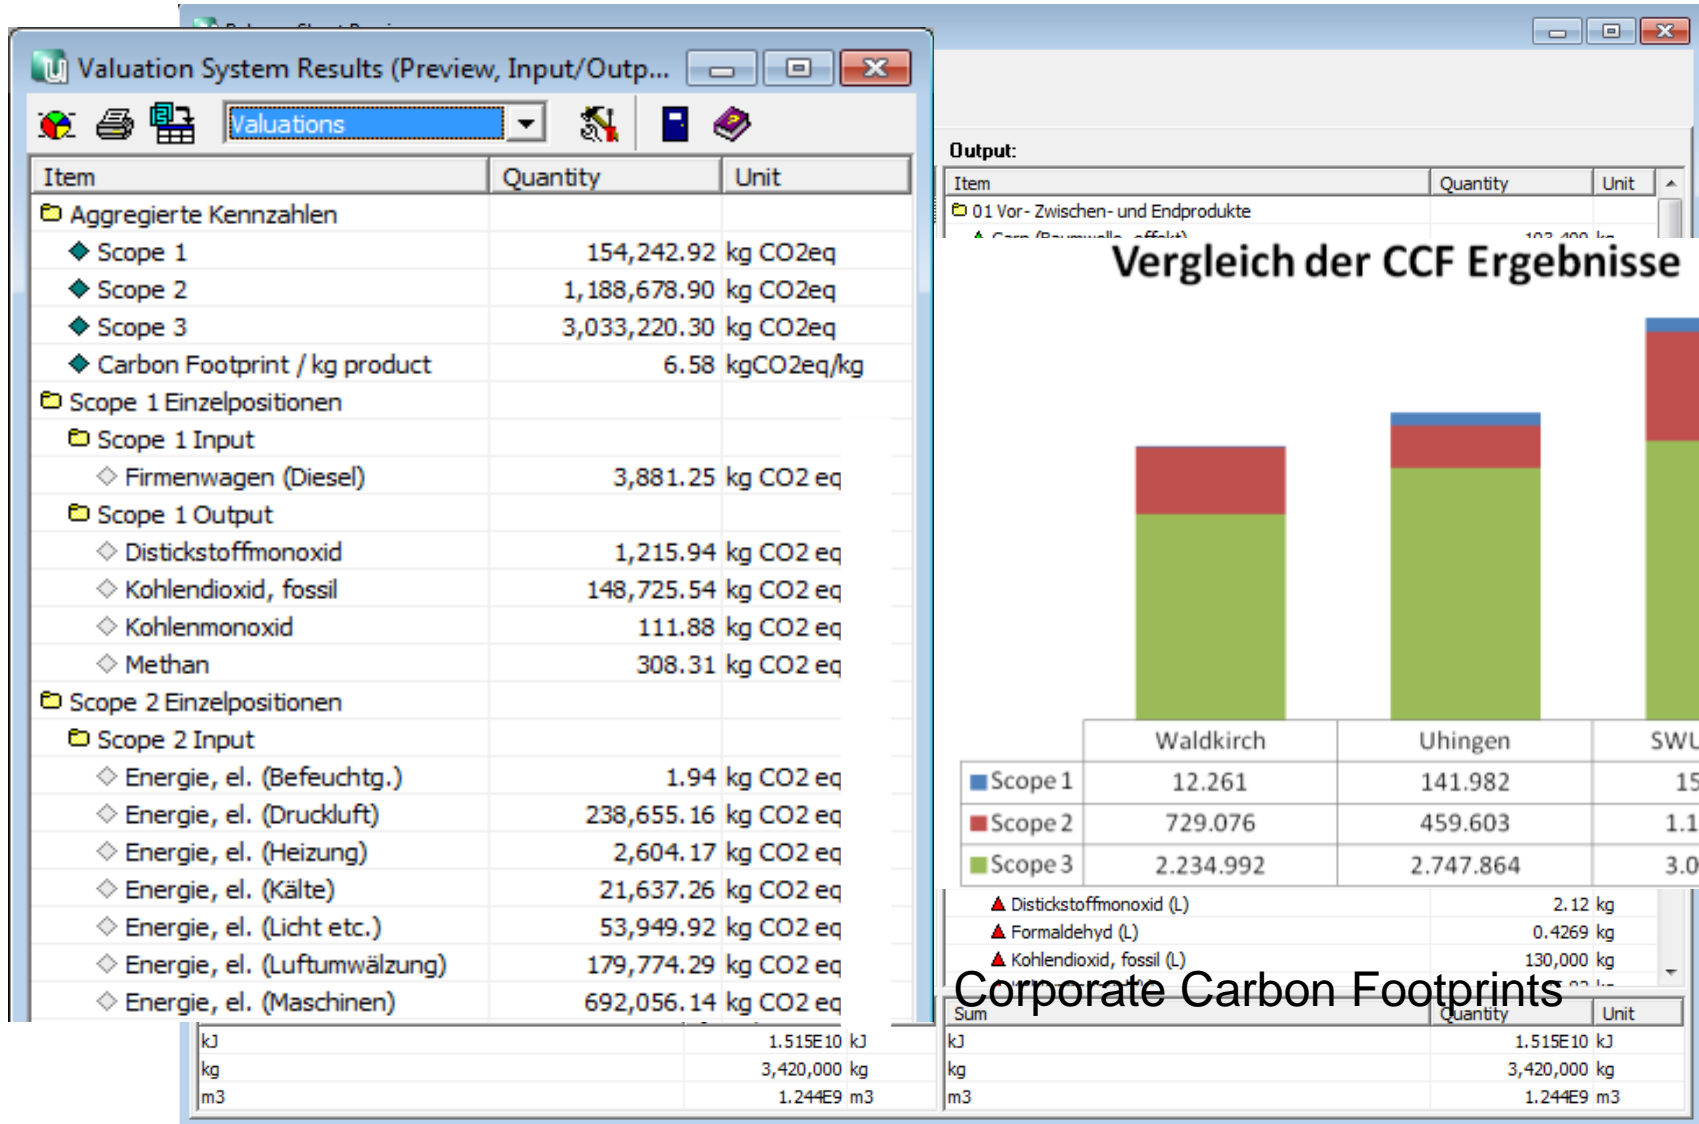 Valuation System Results (Preview, Input/Outp...
Valuations
Item Quantity Unit
Aggregierte Kennzahlen
Scope 1 154,242.92 kg CO2eq
Scope 2 1,188,678.90 kg CO2eq
Scope 3 3,033,220.30 kg CO2eq
Carbon Footprint / kg product 6.58 kgCO2eq/kg
Scope 1 Einzelpositionen
Scope 1 Input
Firmenwagen (Diesel) 3,881.25 kg CO2 eq
Scope 1 Output
Distickstoffmonoxid 1,215.94 kg CO2 eq
Kohlendioxid, fossil 148,725.54 kg CO2 eq
Kohlenmonoxid 111.88 kg CO2 eq
Methan 308.31 kg CO2 eq
Scope 2 Einzelpositionen
Scope 2 Input
Energie, el. (Befeuchtg.) 1.94 kg CO2 eq
Energie, el. (Druckluft) 238,655.16 kg CO2 eq
Energie, el. (Heizung) 2,604.17 kg CO2 eq
Energie, el. (Kälte) 21,637.26 kg CO2 eq
Energie, el. (Licht etc.) 53,949.92 kg CO2 eq
Energie, el. (Luftumwälzung) 179,774.29 kg CO2 eq
Energie, el. (Maschinen) 692,056.14 kg CO2 eq
kJ 1.515E10 kJ
kg 3,420,000 kg
m3 1.244E9 m3
Output:
Item Quantity Unit
01 Vor- Zwischen- und Endprodukte
Vergleich der CCF Ergebnisse
Waldkirch Uhingen SWU
Scope 1 12.261 141.982 15
Scope 2 729.076 459.603 1.1
Scope 3 2.234.992 2.747.864 3.0
Distickstoffmonoxid (L) 2.12 kg
Formaldehyd (L) 0.4269 kg
Kohlendioxid, fossil (L) 130,000 kg
Corporate Carbon Footprints
Sum Quantity Unit
kJ 1.515E10 kJ
kg 3,420,000 kg
m3 1.244E9 m3